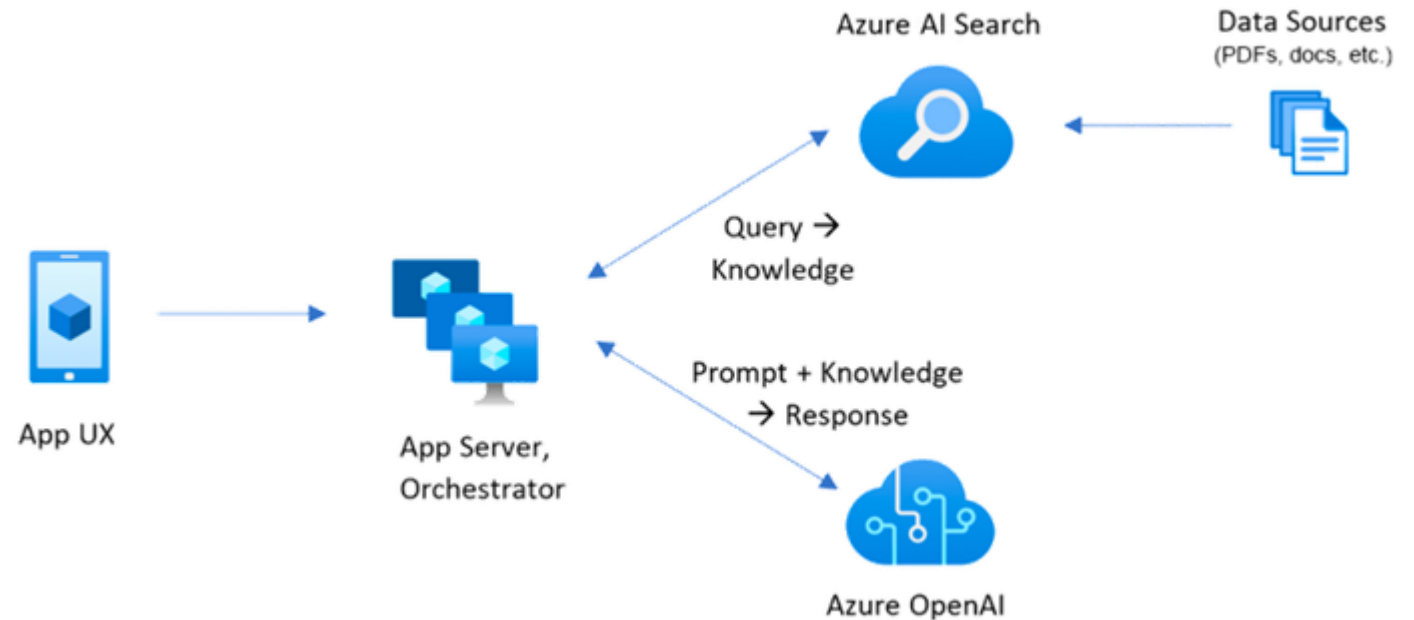 Azure AI Search
Data Sources
(PDFs, docs, etc.)
Query →
Knowledge
Prompt + Knowledge
→ Response
App UX
App Server,
Orchestrator
Azure OpenAI